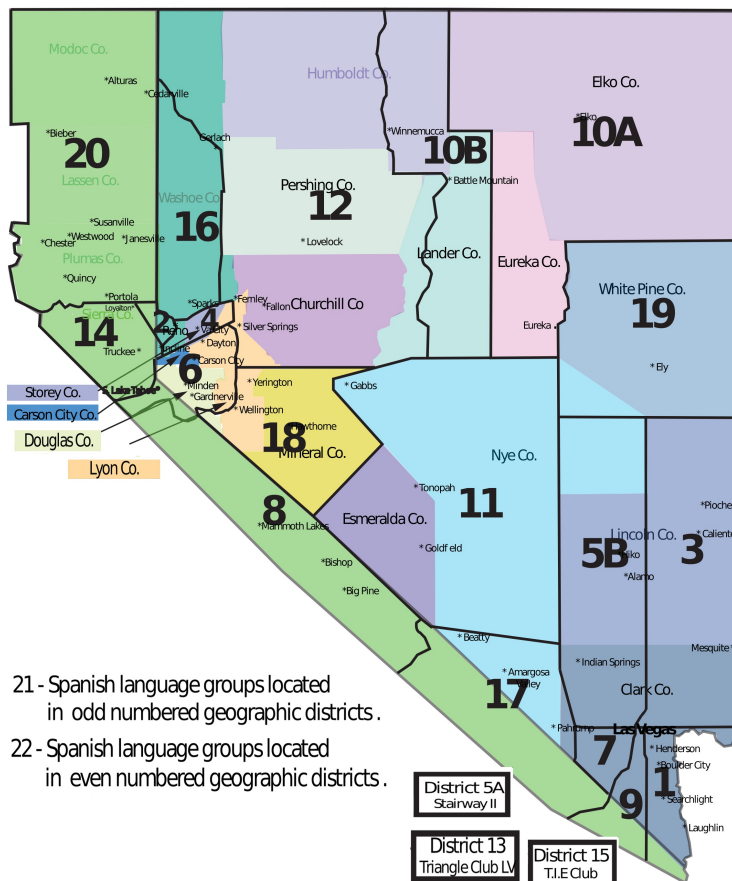 Modoc Co.
*Alturas
*Cedarville
Humboldt Co.
Elko Co.
*Elko
10A
*Bieber
20
Gerlach
*Winnemucca
10B
Lassen Co.
Washoe Co.
16
Pershing Co.
12
* Battle Mountain
*Susanville
*Westwood
*Janesville
*Chester
* Lovelock
Lander Co.
Eureka Co.
Plumas Co.
*Quincy
White Pine Co.
19
*Portola
Loyalton*
Sierra Co.
14
*Sparks
*Fernley
*Fallon
Churchill Co
2
4
Reno
*Va City
* Silver Springs
Eureka .
Truckee *
*Incline
* Dayton
6
* Carson City
* Ely
Storey Co.
S. Lake Tahoe*
*Minden
*Gardnerville
* Yerington
* Gabbs
Carson City Co.
* Wellington
Douglas Co.
Hawthorne
18
Mineral Co.
Lyon Co.
Nye Co.
* Tonopah
11
8
*Mammoth Lakes
Esmeralda Co.
* Goldf eld
*Pioche
Lincoln Co.
5B
Hiko
* Caliente
3
*Bishop
* Alamo
* Big Pine
* Beatty
Mesquite *
* Indian Springs
* Amargosa
Valley
17
Clark Co.
21 - Spanish language groups located
in odd numbered geographic districts .
22 - Spanish language groups located
in even numbered geographic districts .
* Pahrump
Las Vegas
7
* Henderson
*Boulder City
1
9
* Searchlight
* Laughlin
District 5A
Stairway II
District 13
Triangle Club LV
District 15
T.I.E Club